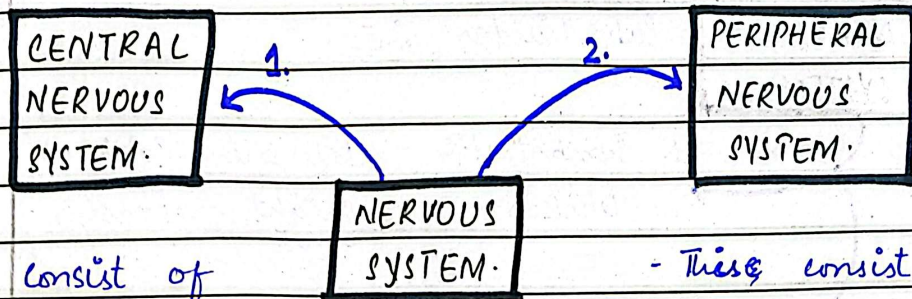 CENTRAL
NERVOUS
SYSTEM.
1.
2.
PERIPHERAL
NERVOUS
SYSTEM.
NERVOUS
SYSTEM.
consist of
- These consist